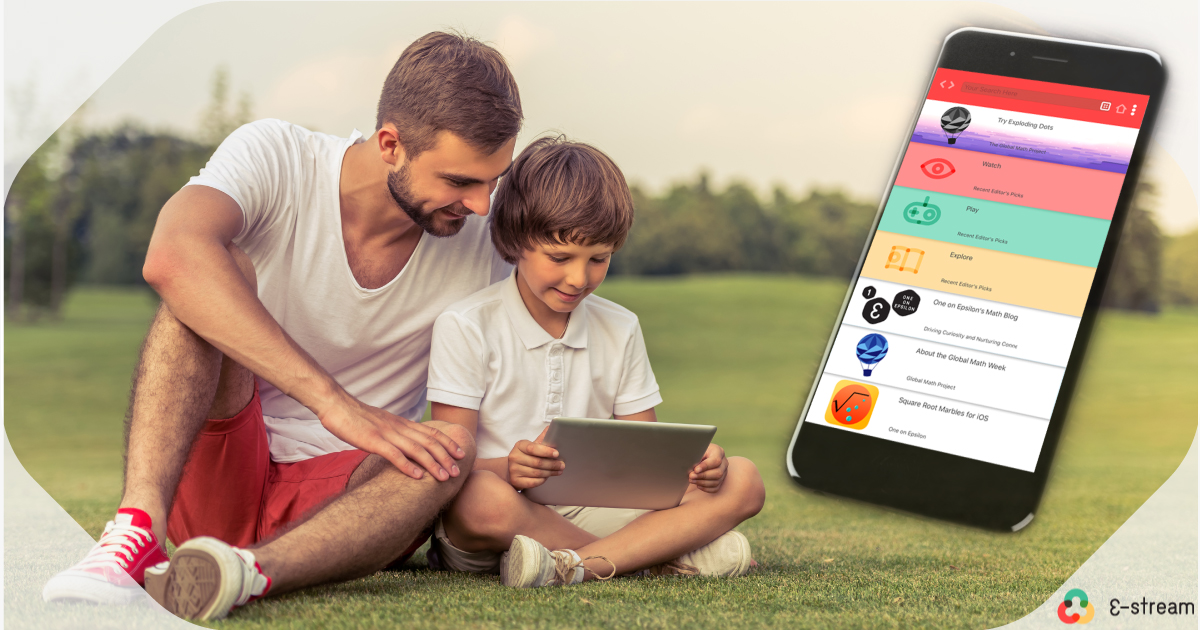 Your Search Here
Try Exploding Dots
The Global Math Project
Watch
Recent Editor's Picks
Play
Recent Editor's Picks
Explore
Recent Editor's Picks
1
ε
ONE
ON
EPSILON
One on Epsilon's Math Blog
Driving Curiosity and Nurturing Conne
About the Global Math Week
Global Math Project
Square Root Marbles for iOS
One on Epsilon
ε-stream